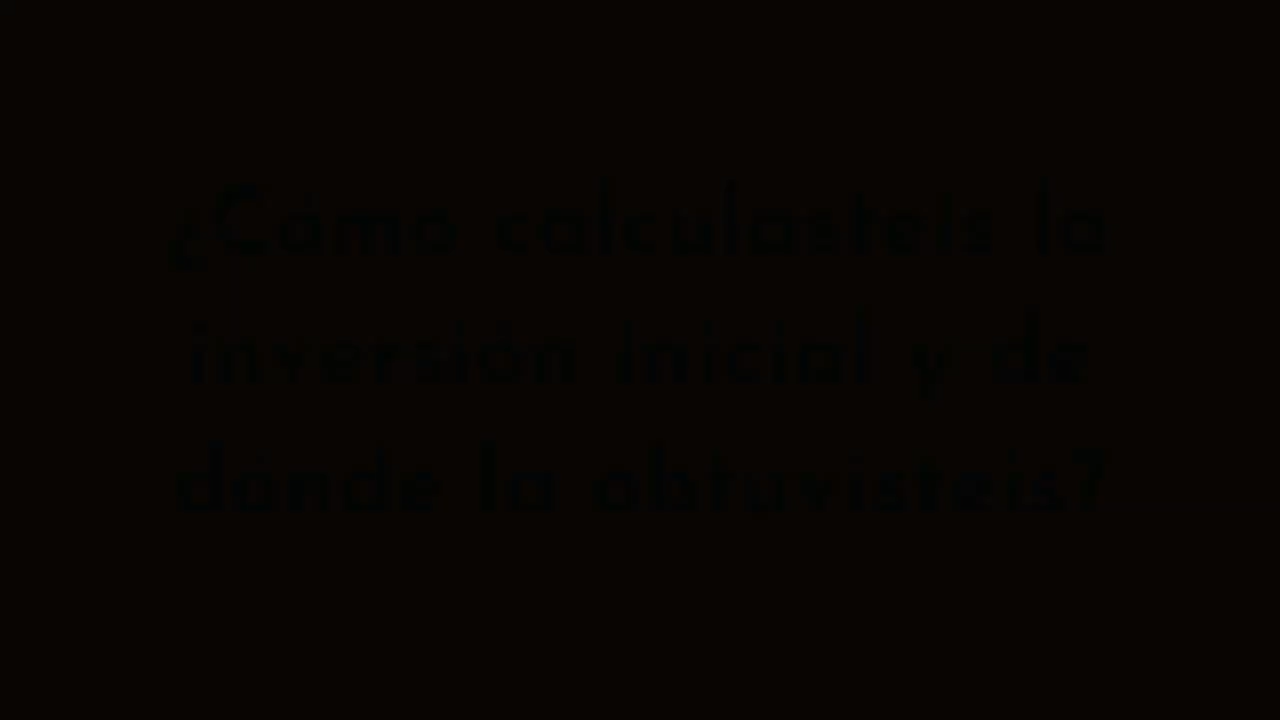 ¿Cómo calculasteis la
inversión inicial y de
dónde la obtuvisteis?